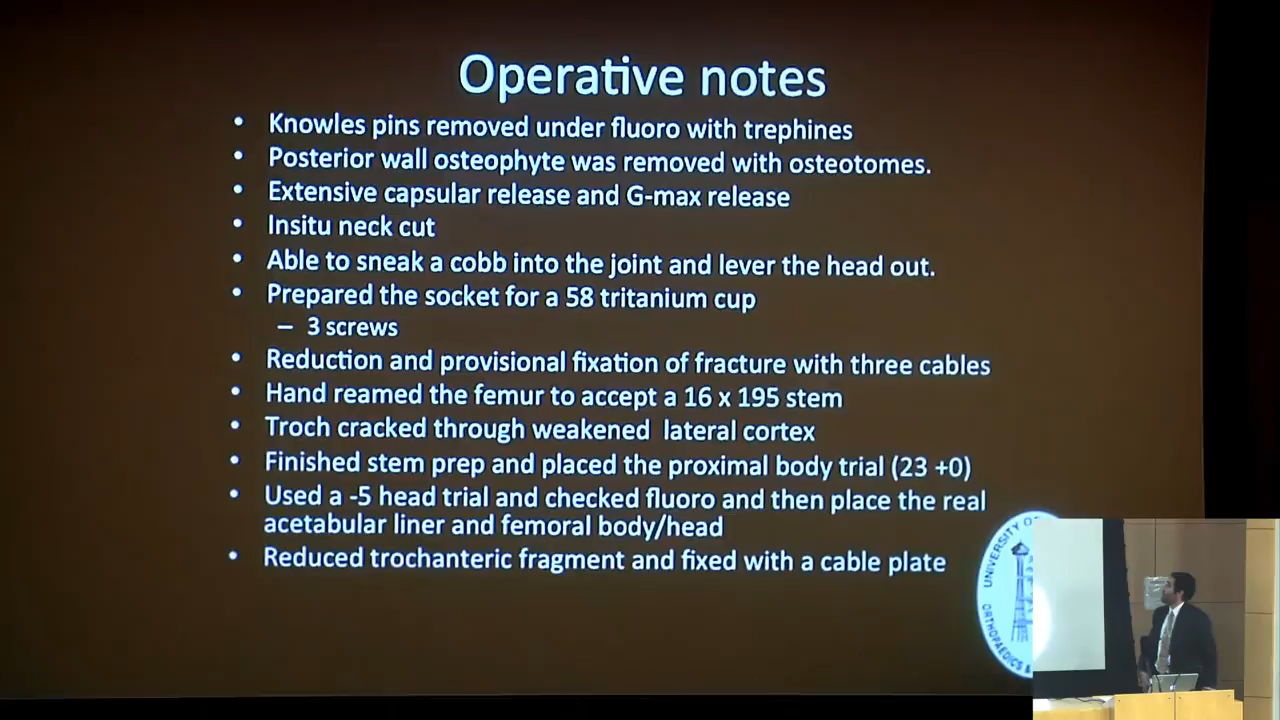 Operative notes
• Knowles pins removed under fluoro with trephines
• Posterior wall osteophyte was removed with osteotomes.
• Extensive capsular release and G-max release
• Insitu neck cut
• Able to sneak a cobb into the joint and lever the head out.
• Prepared the socket for a 58 tritanium cup
– 3 screws
• Reduction and provisional fixation of fracture with three cables
• Hand reamed the femur to accept a 16 x 195 stem
• Troch cracked through weakened lateral cortex
• Finished stem prep and placed the proximal body trial (23 +0)
• Used a -5 head trial and checked fluoro and then place the real
acetabular liner and femoral body/head
• Reduced trochanteric fragment and fixed with a cable plate
UNIVERSITY O
ORTHOPAEDICS &